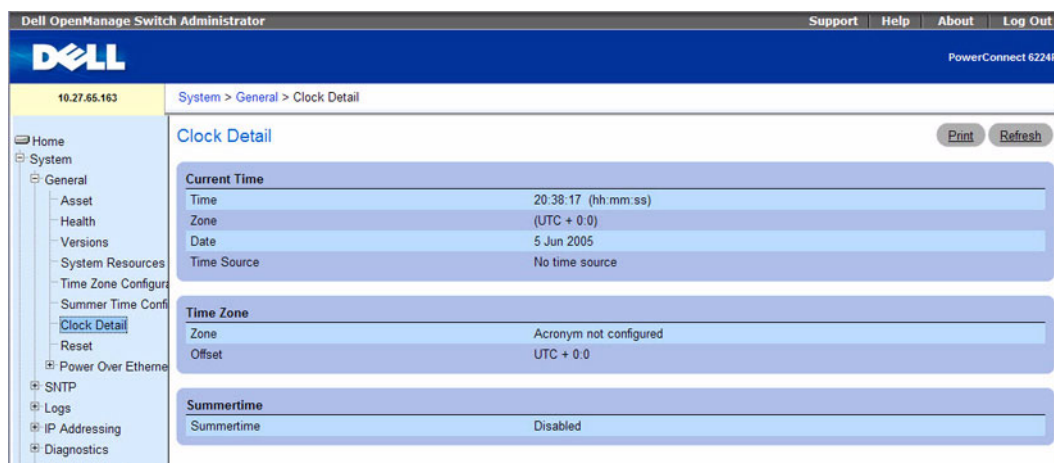 Dell OpenManage Switch Administrator
Support Help About Log Out
DELL
PowerConnect 6224
10.27.65.163
System > General > Clock Detail
Home
System
General
Asset
Health
Versions
System Resources
Time Zone Configura
Summer Time Confi
Clock Detail
Reset
Power Over Etherne
SNTP
Logs
IP Addressing
Diagnostics
Clock Detail
Print Refresh
Current Time
Time 20:38:17 (hh:mm:ss)
Zone (UTC + 0:0)
Date 5 Jun 2005
Time Source No time source
Time Zone
Zone Acronym not configured
Offset UTC + 0:0
Summertime
Summertime Disabled